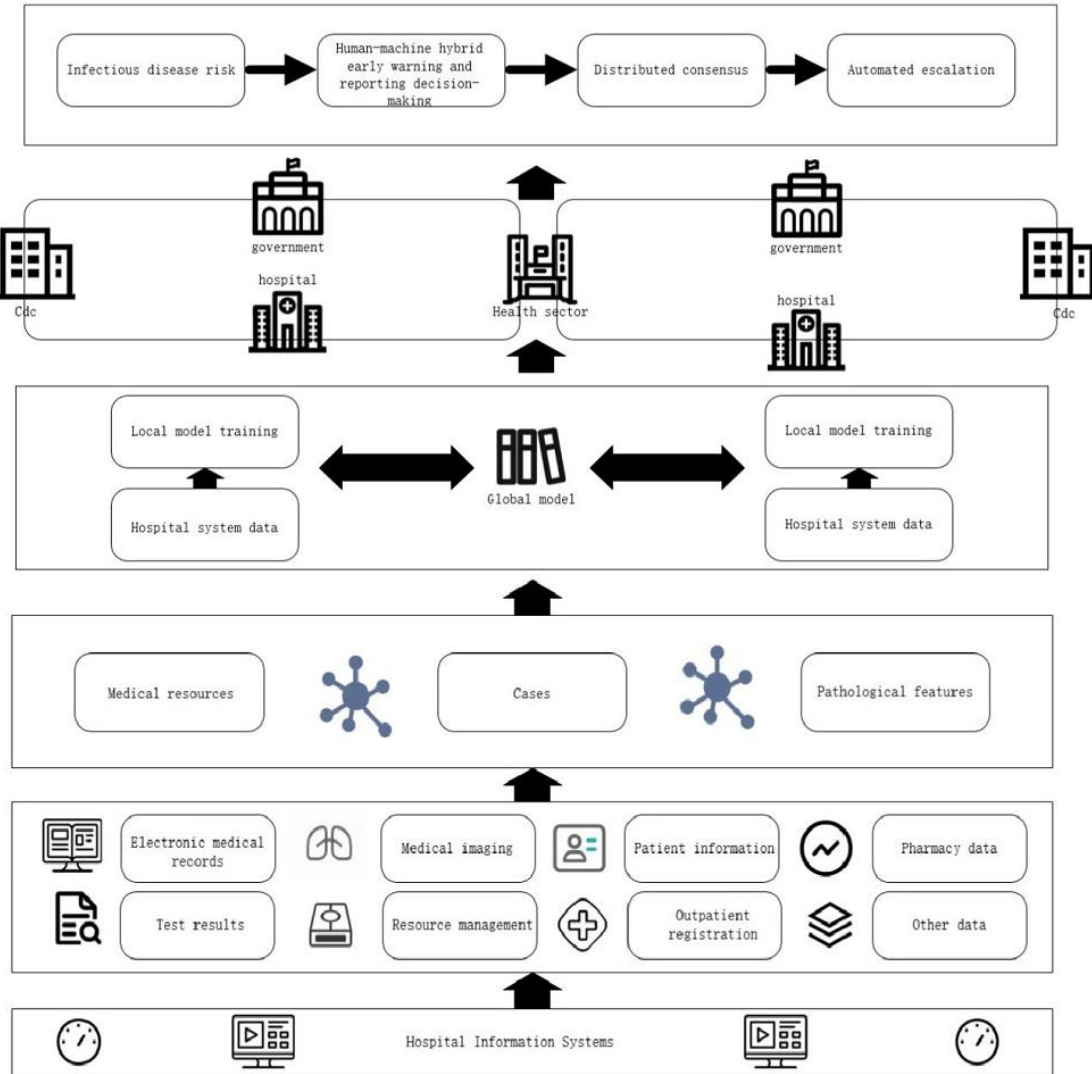 Infectious disease risk
Human-machine hybrid
early warning and
reporting decision-
making
Distributed consensus
Automated escalation
government
government
hospital
hospital
Cdc
Health sector
Cdc
Local model training
Local model training
Global model
Hospital system data
Hospital system data
Medical resources
Cases
Pathological features
Electronic medical
records
Medical imaging
Patient information
Pharmacy data
Test results
Resource management
Outpatient
registration
Other data
Hospital Information Systems